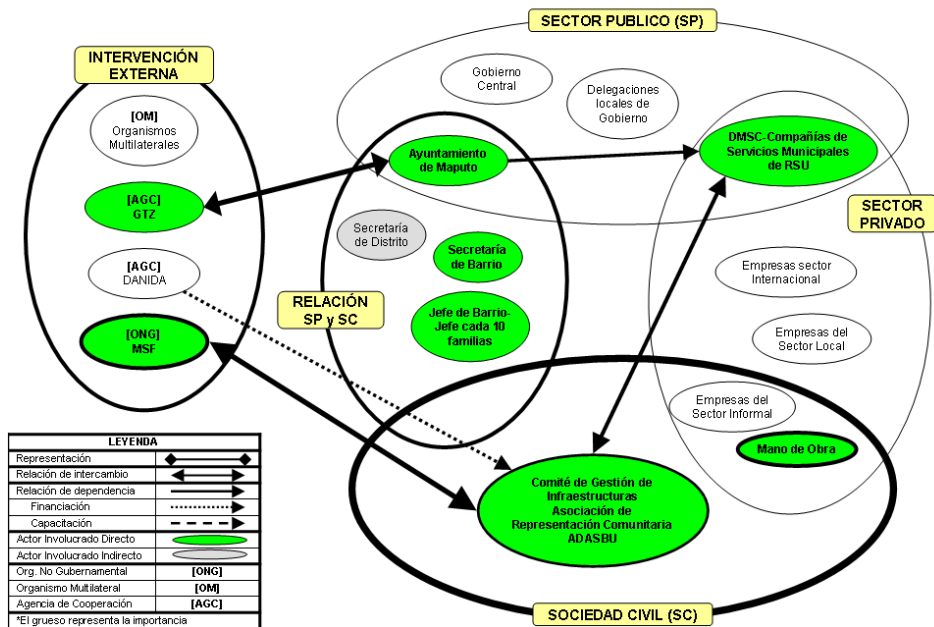 SECTOR PUBLICO (SP)
INTERVENCIÓN
EXTERNA
[OM]
Organismos
Multilaterales
[AGC]
GTZ
[AGC]
DANIDA
[ONG]
MSF
Gobierno
Central
Delegaciones
locales de
Gobierno
Ayuntamiento
de Maputo
DMSC-Compañías de
Servicios Municipales
de RSU
SECTOR
PRIVADO
Secretaría
de Distrito
Secretaría
de Barrio
RELACIÓN
SP y SC
Jefe de Barrio-
Jefe cada 10
familias
Empresas sector
Internacional
Empresas del
Sector Local
Empresas del
Sector Informal
Mano de Obra
Comité de Gestión de
Infraestructuras
Asociación de
Representación Comunitaria
ADASBU
SOCIEDAD CIVIL (SC)
LEYENDA
Representación
Relación de intercambio
Relación de dependencia
Financiación
Capacitación
Actor Involucrado Directo
Actor Involucrado Indirecto
Org. No Gubernamental [ONG]
Organismo Multilateral [OM]
Agencia de Cooperación [AGC]
*El grueso representa la importancia